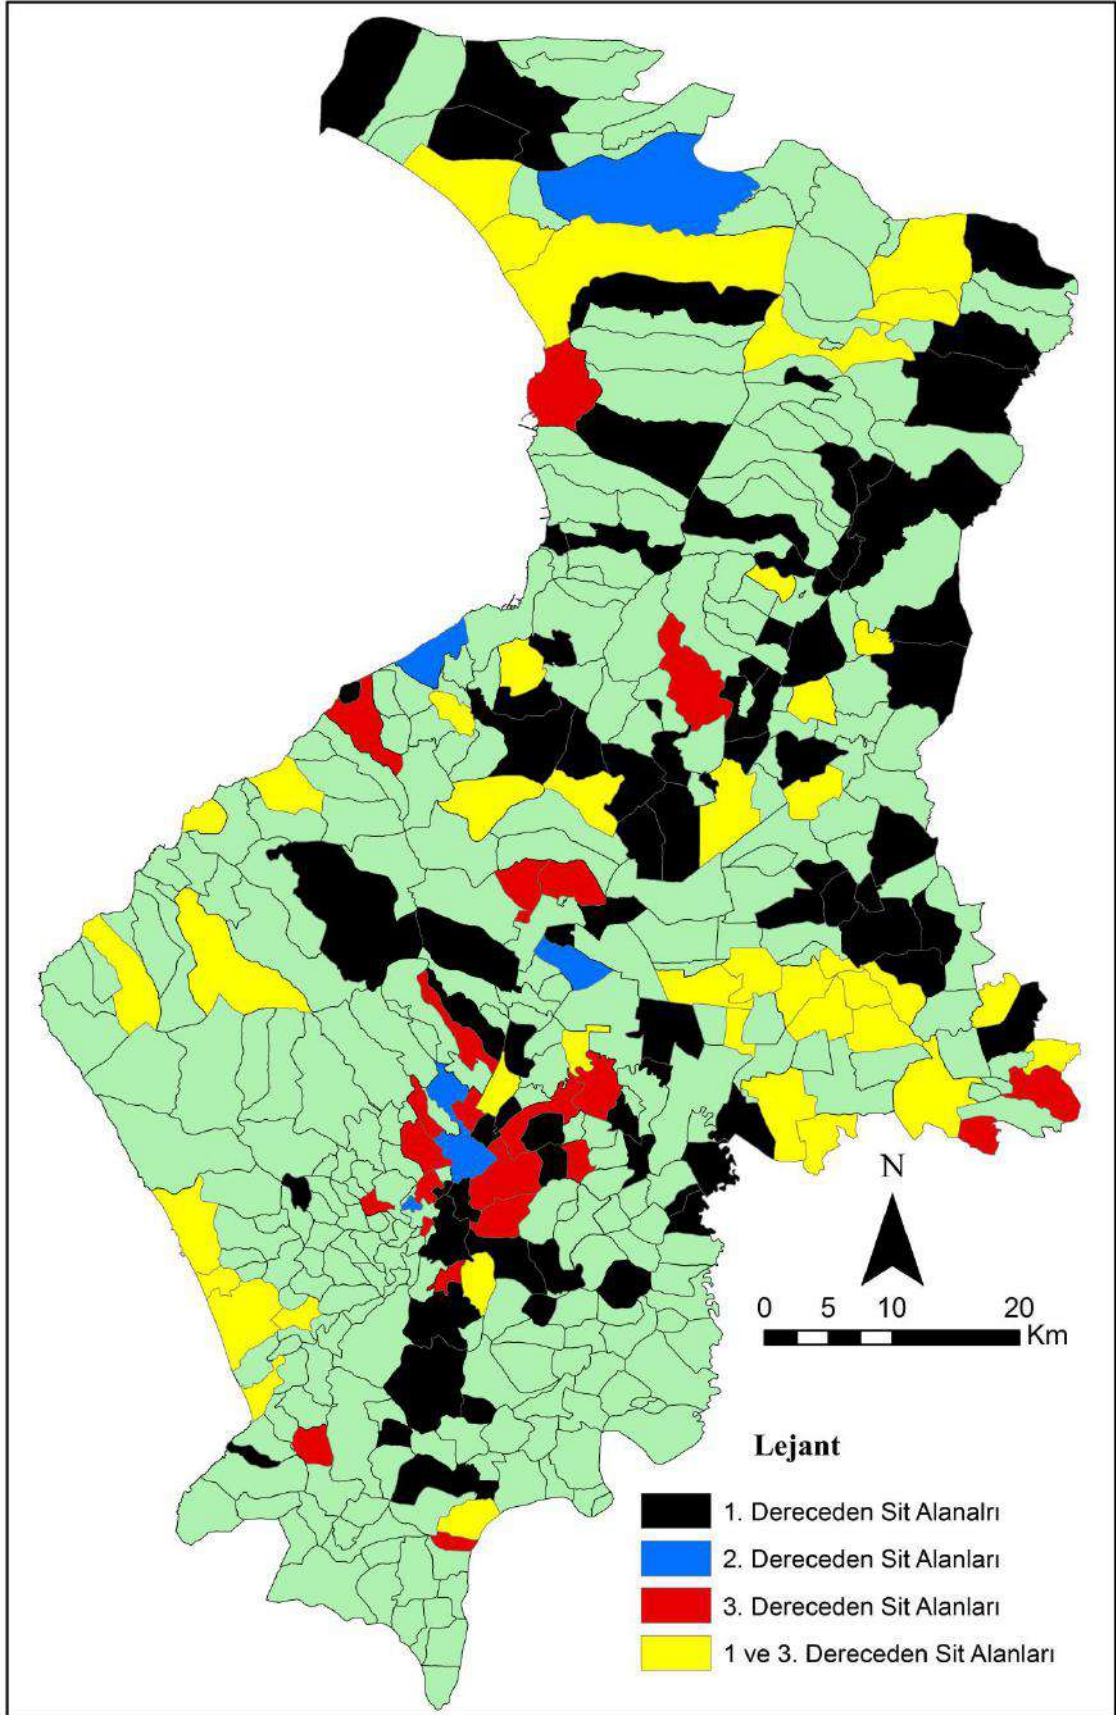 N
0 5 10 20
Km
Lejant
1. Dereceden Sit Alanalrı
2. Dereceden Sit Alanları
3. Dereceden Sit Alanları
1 ve 3. Dereceden Sit Alanları